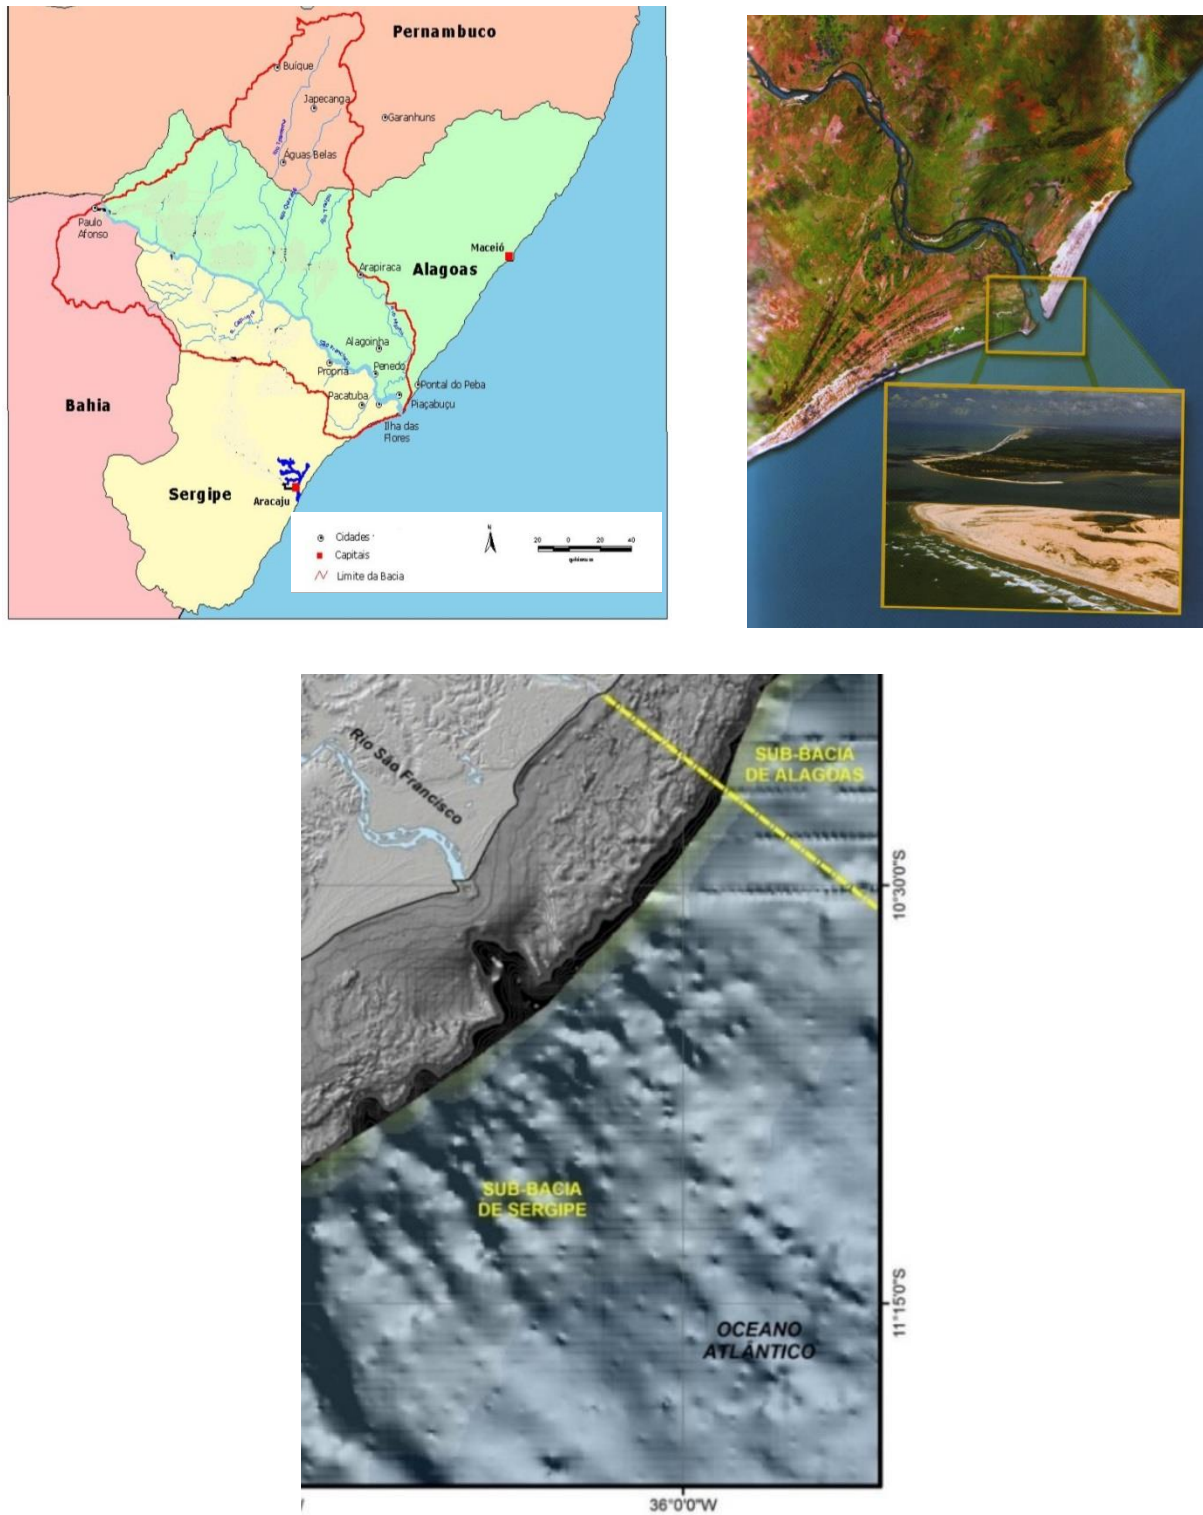 Pernambuco
Buíque
Japecanga
Garanhuns
Águas Belas
Paulo
Afonso
Maceió
Arapiraca
Alagoas
Alagoinha
Propriá
Penedo
Pontal do Peba
Pacatuba
Piaçabuçu
Ilha das
Flores
Bahia
Sergipe
Aracaju
Cidades
Capitais
Limite da Bacia
N
20 0 20 40
Rio São Francisco
SUB-BACIA
DE ALAGOAS
10°30'0"S
SUB-BACIA
DE SERGIPE
11°15'0"S
OCEANO
ATLÂNTICO
36°0'0"W